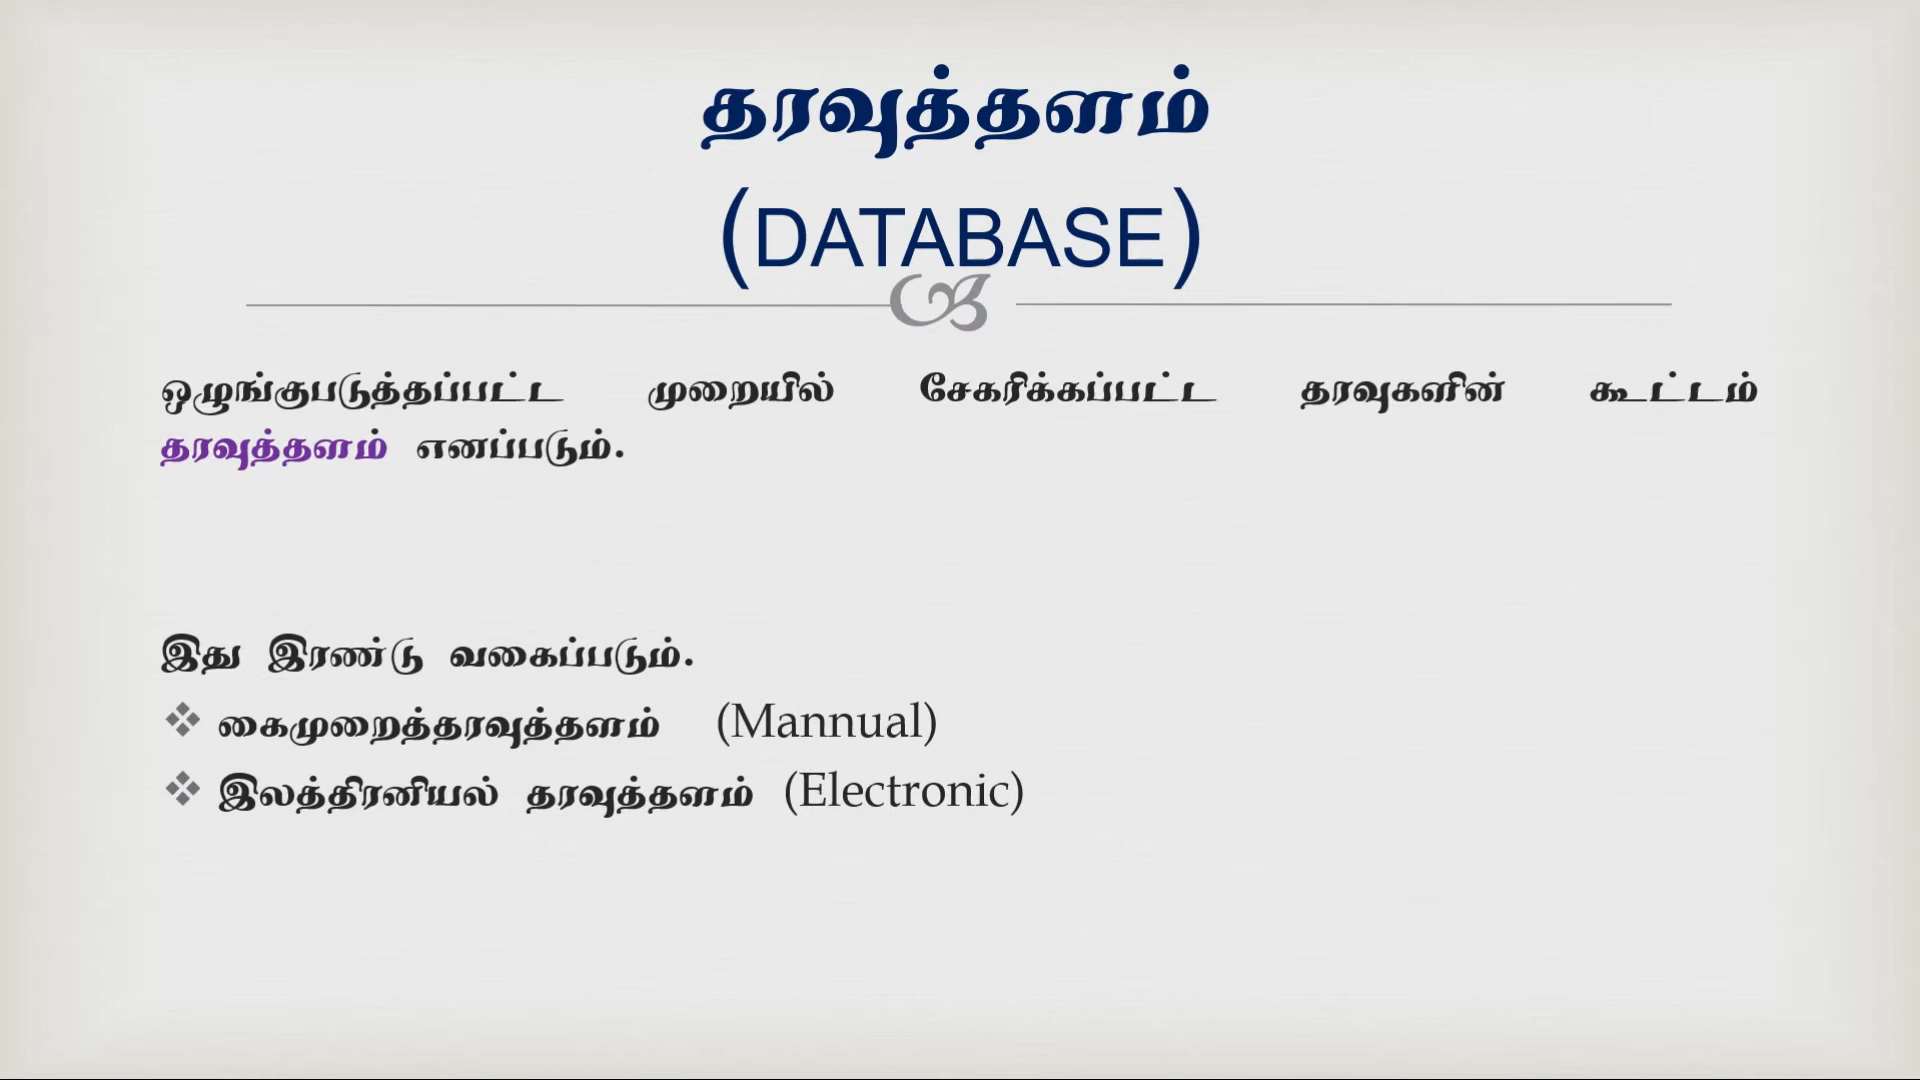 தரவுத்தளம்
(DATABASE)
ஒழுங்குபடுத்தப்பட்ட முறையில் சேகரிக்கப்பட்ட தரவுகளின் கூட்டம்
தரவுத்தளம் எனப்படும்.
இது இரண்டு வகைப்படும்.
❖ கைமுறைத்தரவுத்தளம் (Mannual)
❖ இலத்திரனியல் தரவுத்தளம் (Electronic)